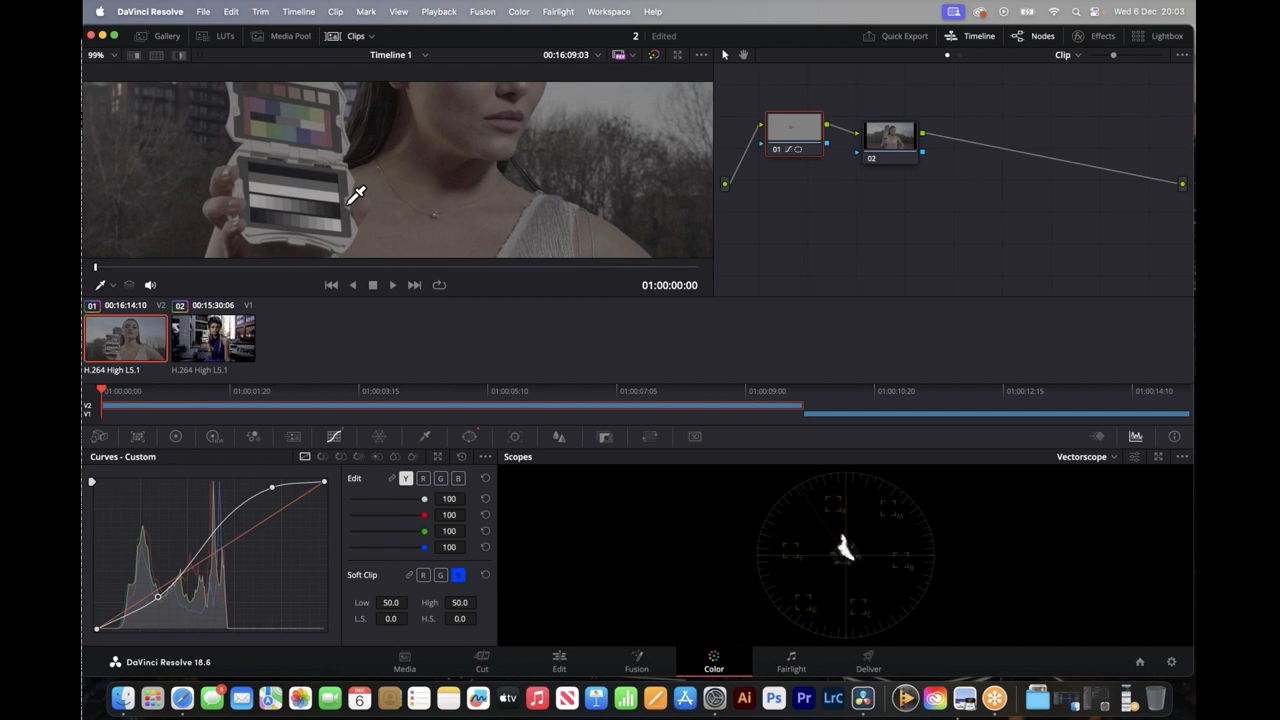 DaVinci Resolve File Edit Trim Timeline Clip Mark View Playback Fusion Color Fairlight Workspace Help Wed 6 Dec 20:03
Gallery LUTs Media Pool Clips 2 Edited Quick Export Timeline Nodes Effects Lightbox
99% Timeline 1 00:16:09:03 Clip
01
02
01:00:00:00
01 00:16:14:10 V2 02 00:15:30:06 V1
H.264 High L5.1 H.264 High L5.1
01:00:00:00 01:00:01:20 01:00:03:15 01:00:05:10 01:00:07:05 01:00:09:00 01:00:10:20 01:00:12:15 01:00:14:10
V2
V1
Curves - Custom Scopes Vectorscope
Edit Y R G B
100
100
100
100
Soft Clip R G B
Low 50.0 High 50.0
L.S. 0.0 H.S. 0.0
DaVinci Resolve 18.6 Media Cut Edit Fusion Color Fairlight Deliver
DEC
6
tv
Ai Ps Pr LrC